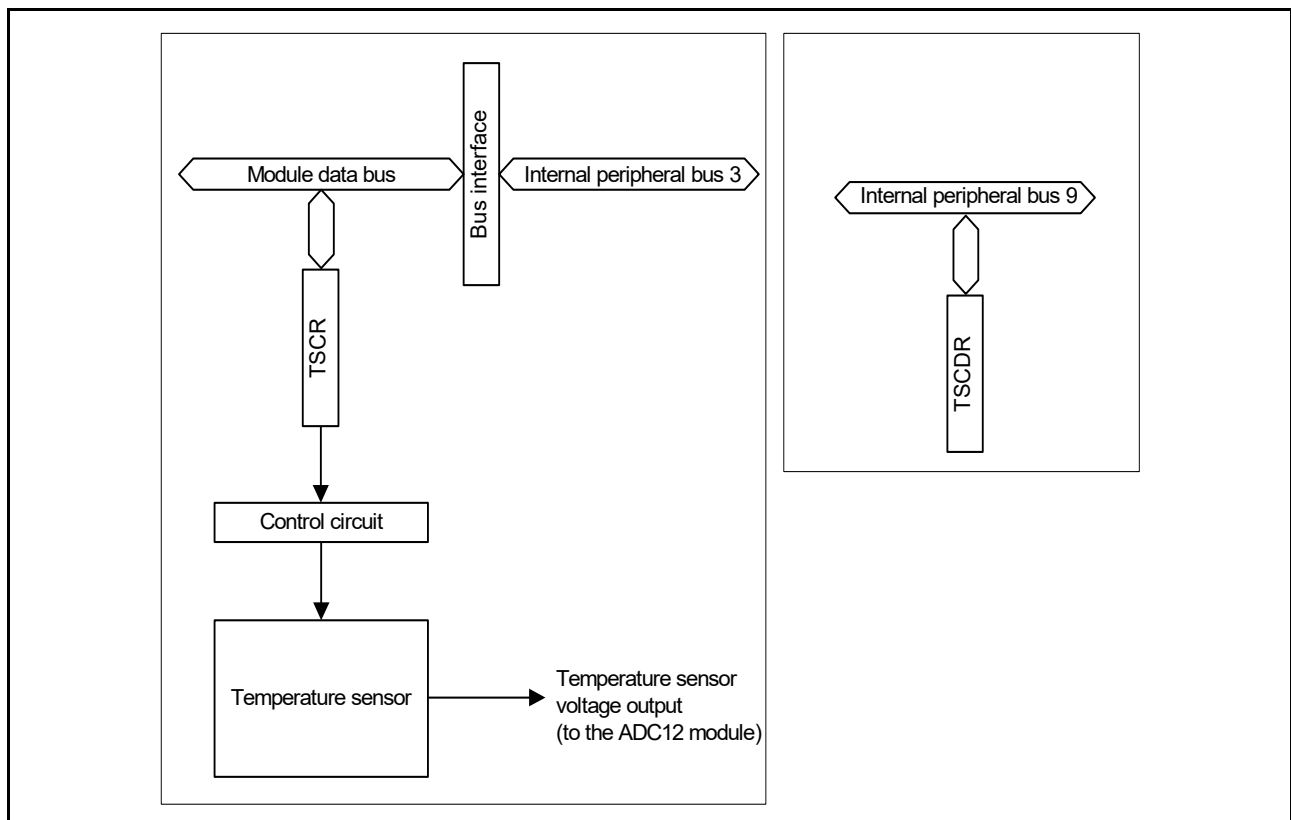 Bus interface
Module data bus
Internal peripheral bus 3
TSCR
Control circuit
Temperature sensor
Temperature sensor
voltage output
(to the ADC12 module)
Internal peripheral bus 9
TSCDR